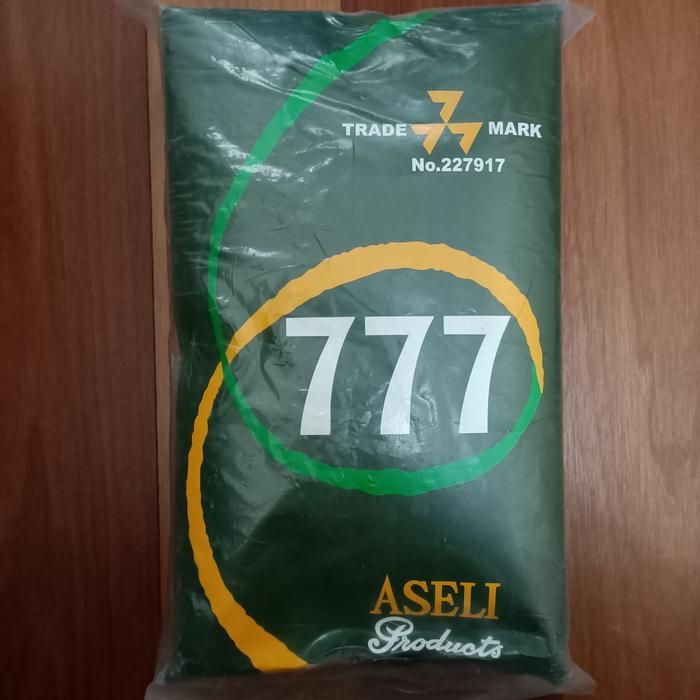 TRADE MARK
No.227917
777
ASELI
Products